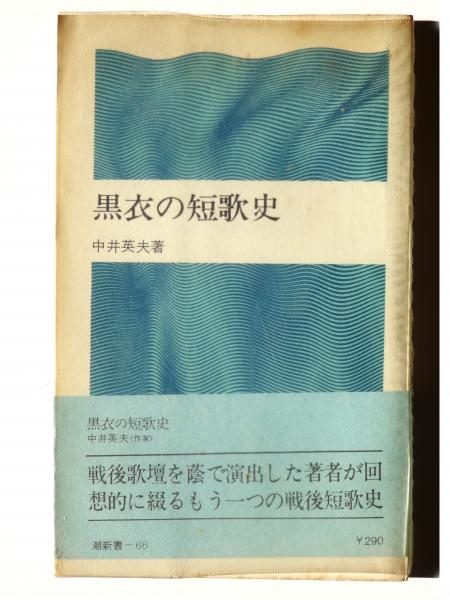 黒衣の短歌史
中井英夫著
黒衣の短歌史
中井英夫〈作家〉
戦後歌壇を蔭で演出した著者が回
想的に綴るもう一つの戦後短歌史
潮新書－66
￥290